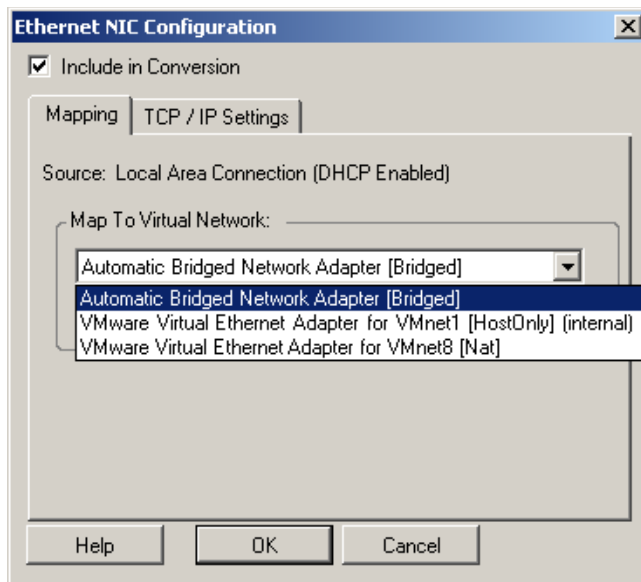 Ethernet NIC Configuration
Include in Conversion
Mapping
TCP / IP Settings
Source: Local Area Connection (DHCP Enabled)
Map To Virtual Network:
Automatic Bridged Network Adapter [Bridged]
Automatic Bridged Network Adapter [Bridged]
VMware Virtual Ethernet Adapter for VMnet1 [HostOnly] (internal)
VMware Virtual Ethernet Adapter for VMnet8 [Nat]
Help
OK
Cancel